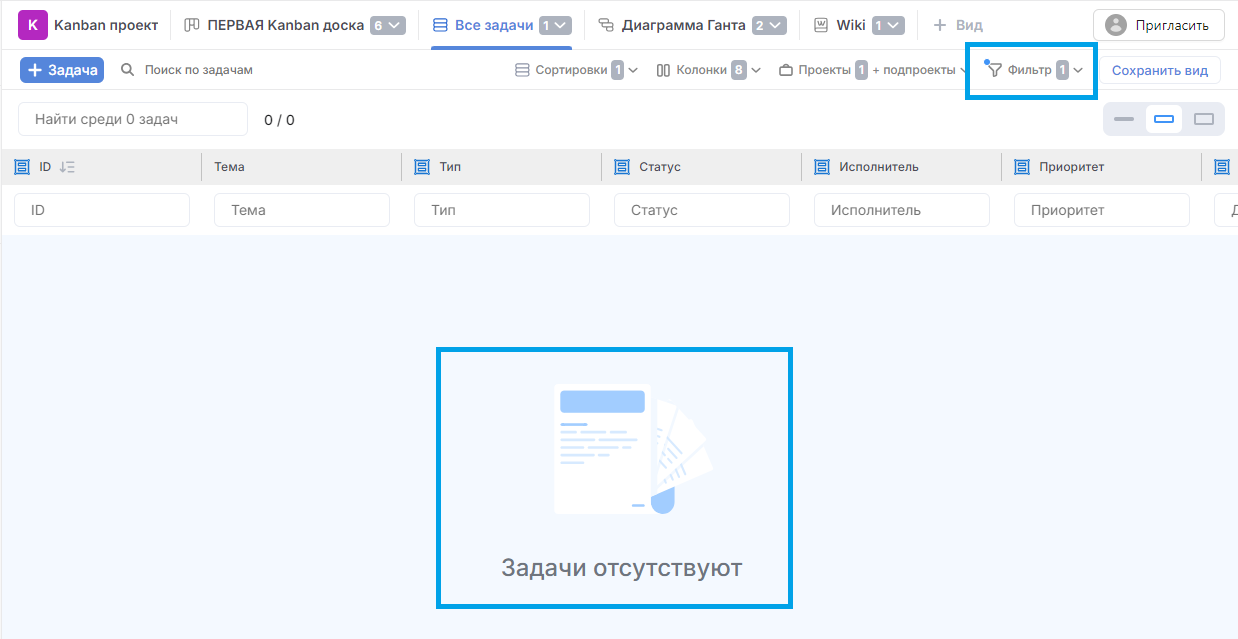 K Kanban проект ПЕРВАЯ Kanban доска 6 Все задачи 1 Диаграмма Ганта 2 Wiki 1 + Вид Пригласить
+ Задача Поиск по задачам Сортировки 1 Колонки 8 Проекты 1 + подпроекты Фильтр 1 Сохранить вид
Найти среди 0 задач 0 / 0
ID Тема Тип Статус Исполнитель Приоритет
ID Тема Тип Статус Исполнитель Приоритет
Задачи отсутствуют